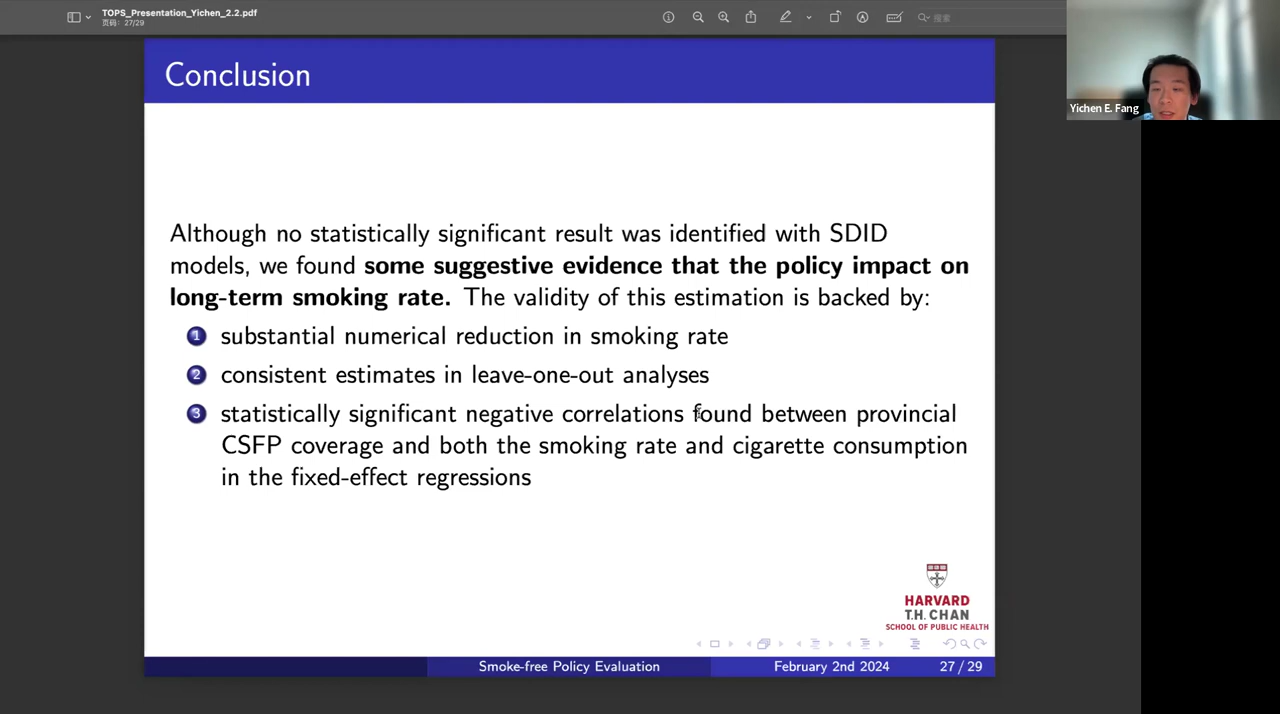 TOPS_Presentation_Yichen_2.2.pdf
页码：27/29
搜索
Yichen E. Fang
Conclusion
Although no statistically significant result was identified with SDID
models, we found some suggestive evidence that the policy impact on
long-term smoking rate. The validity of this estimation is backed by:
1 substantial numerical reduction in smoking rate
2 consistent estimates in leave-one-out analyses
3 statistically significant negative correlations found between provincial
CSFP coverage and both the smoking rate and cigarette consumption
in the fixed-effect regressions
HARVARD
T.H. CHAN
SCHOOL OF PUBLIC HEALTH
Smoke-free Policy Evaluation
February 2nd 2024
27 / 29